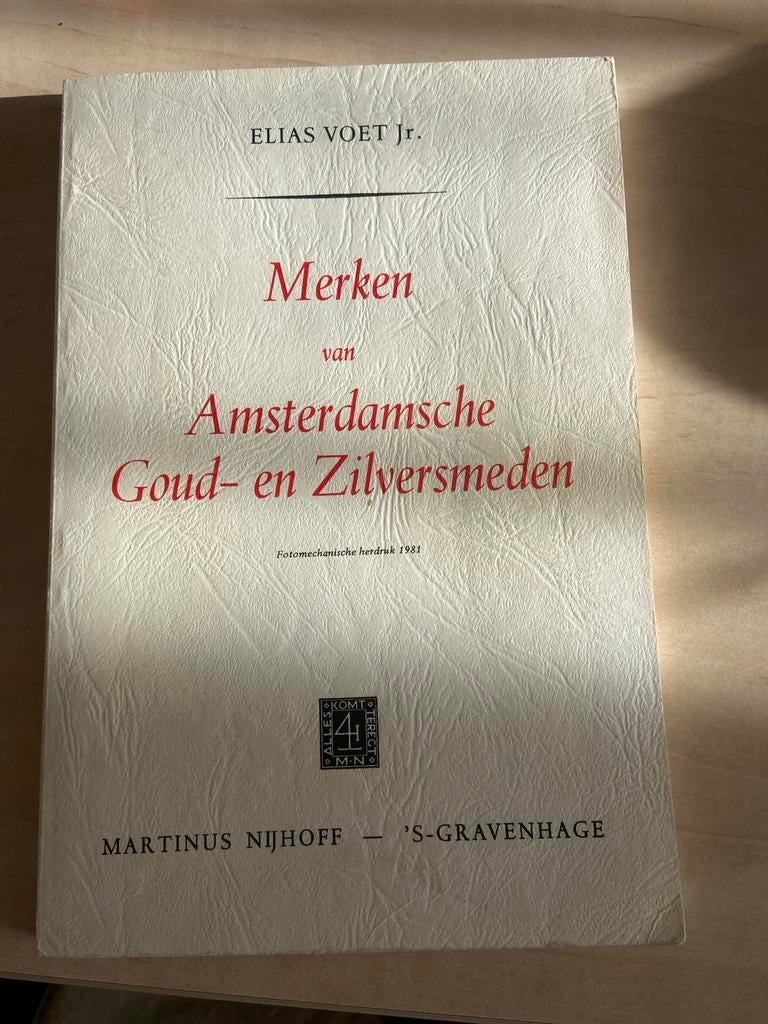 ELIAS VOET Jr.
Merken
van
Amsterdamsche
Goud- en Zilversmeden
Fotomechanische herdruk 1981
ALLES KOMT TERECHT
M·N
MARTINUS NIJHOFF — 'S-GRAVENHAGE